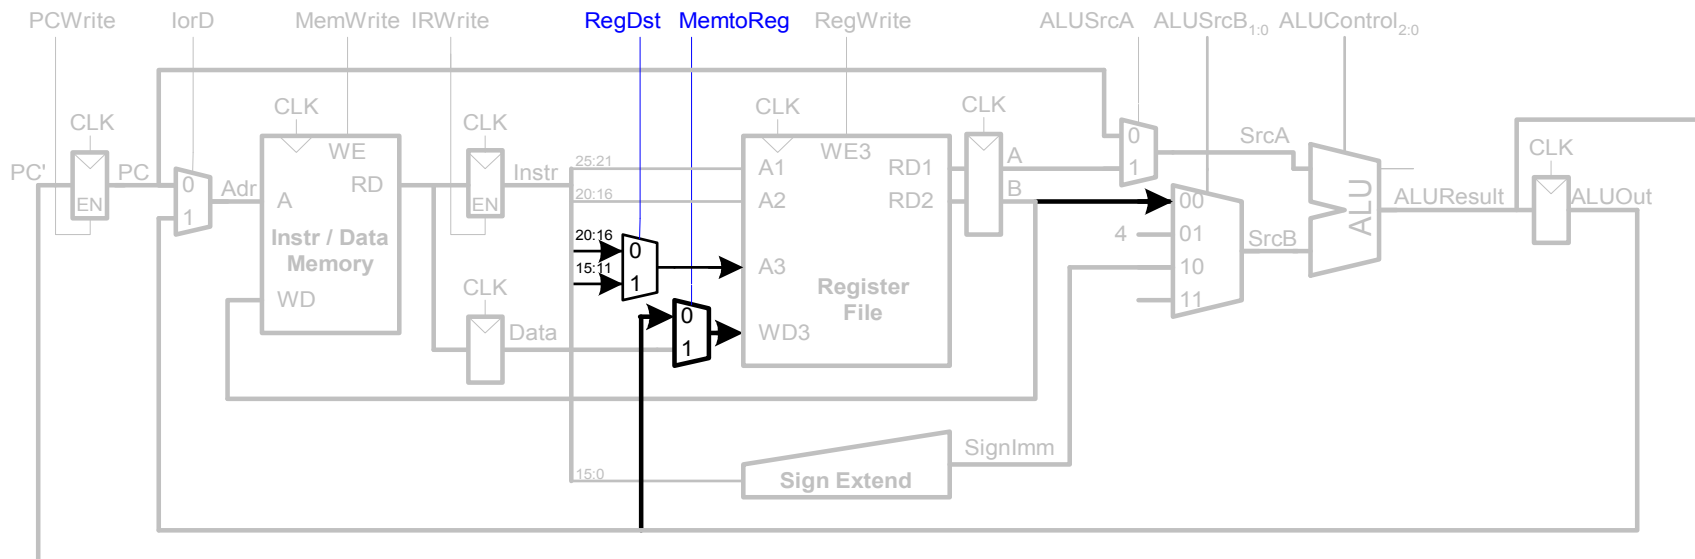 PCWrite IorD MemWrite IRWrite RegDst MemtoReg RegWrite ALUSrcA ALUSrcB1:0 ALUControl2:0
CLK CLK CLK CLK
CLK CLK 0 SrcA CLK
WE 25:21 A1 WE3 RD1 A 1
PC' PC 0 Adr A RD Instr 20:16 A2 RD2 B 00 ALU ALUResult ALUOut
EN 1 EN 4 01 SrcB
Instr / Data 20:16 0 A3 10
Memory 15:11 1 Register 11
WD CLK 0 File
Data 1 WD3
SignImm
15:0 Sign Extend